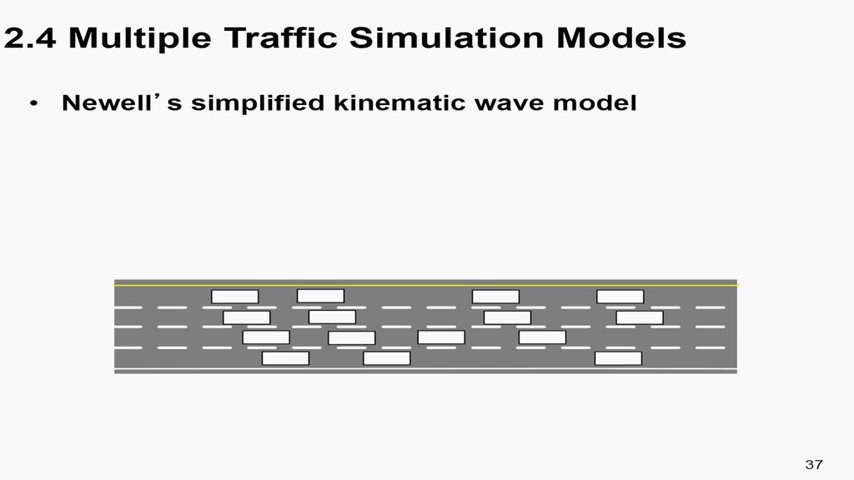 2.4 Multiple Traffic Simulation Models
• Newell's simplified kinematic wave model
37